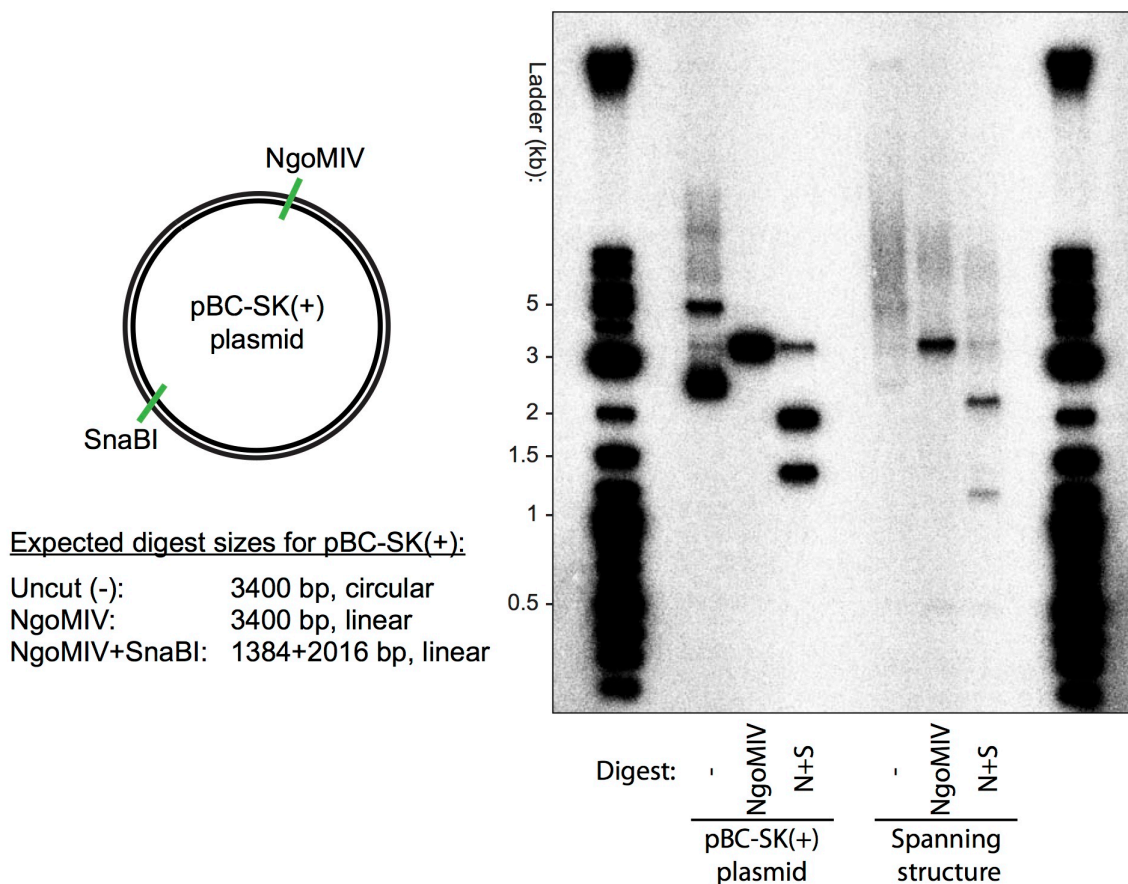 NgoMIV
pBC-SK(+)
plasmid
SnaBI
Expected digest sizes for pBC-SK(+):
Uncut (-): 3400 bp, circular
NgoMIV: 3400 bp, linear
NgoMIV+SnaBI: 1384+2016 bp, linear
Ladder (kb):
5
3
2
1.5
1
0.5
Digest: - NgoMIV N+S - NgoMIV N+S
pBC-SK(+) Spanning
plasmid structure